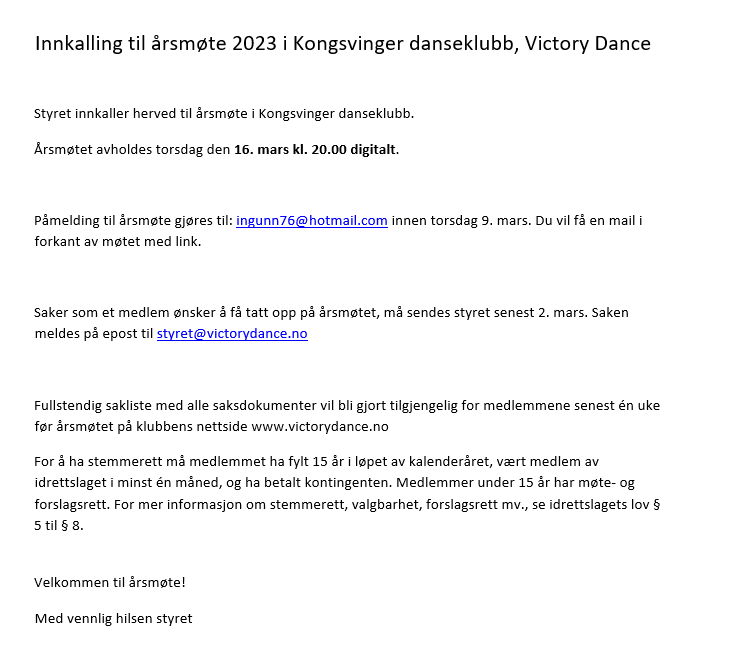 Innkalling til årsmøte 2023 i Kongsvinger danseklubb, Victory Dance
Styret innkaller herved til årsmøte i Kongsvinger danseklubb.
Årsmøtet avholdes torsdag den 16. mars kl. 20.00 digitalt.
Påmelding til årsmøte gjøres til: ingunn76@hotmail.com innen torsdag 9. mars. Du vil få en mail i
forkant av møtet med link.
Saker som et medlem ønsker å få tatt opp på årsmøtet, må sendes styret senest 2. mars. Saken
meldes på epost til styret@victorydance.no
Fullstendig sakliste med alle saksdokumenter vil bli gjort tilgjengelig for medlemmene senest én uke
før årsmøtet på klubbens nettside www.victorydance.no
For å ha stemmerett må medlemmet ha fylt 15 år i løpet av kalenderåret, vært medlem av
idrettslaget i minst én måned, og ha betalt kontingenten. Medlemmer under 15 år har møte- og
forslagsrett. For mer informasjon om stemmerett, valgbarhet, forslagsrett mv., se idrettslagets lov §
5 til § 8.
Velkommen til årsmøte!
Med vennlig hilsen styret